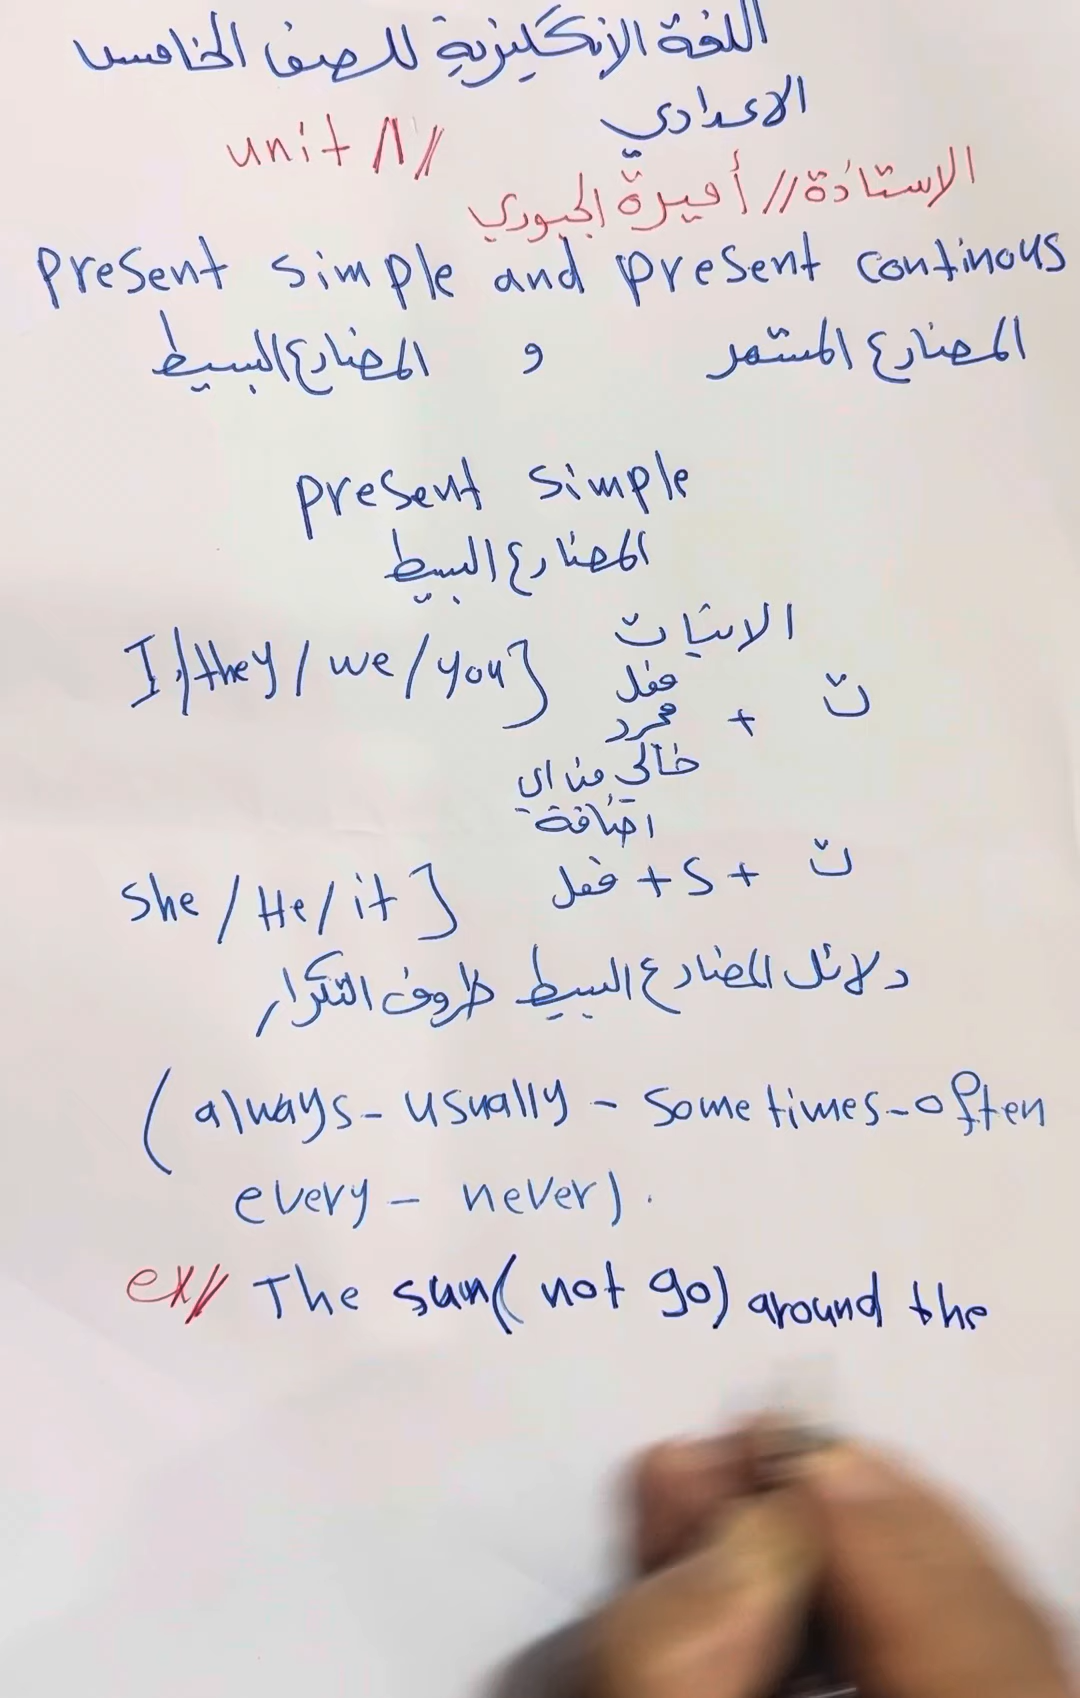 اللغة الإنكليزية للصف الخامس
الاعدادي
unit /1//
الاستاذة // أميرة الجبوري
present simple and present continous
المضارع المستمر و المضارع البسيط
present simple
المضارع البسيط
الاثبات
I / they / we / you ] فعل مجرد + ت
خالي من اي
اضافة
she / He / it ] فعل + s + ت
دلائل المضارع البسيط ظروف التكرار
( always - usually - sometimes - often
every - never ) .
ex// The sun ( not go ) around the